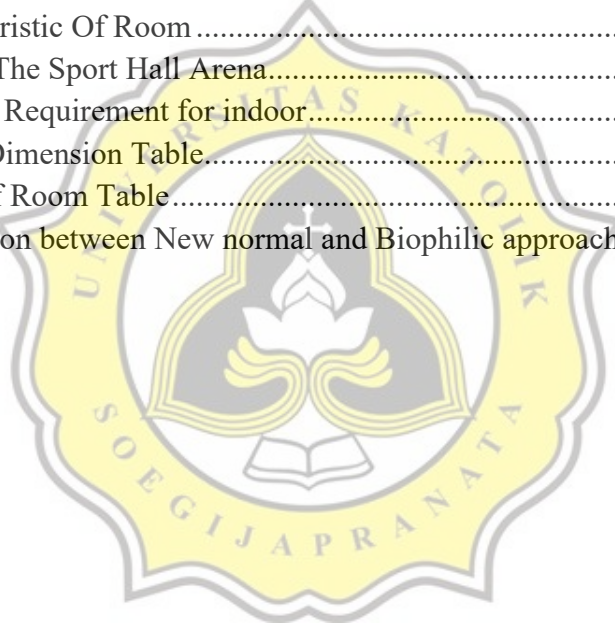 ristic Of Room ........................................................
The Sport Hall Arena..............................................
Requirement for indoor.........................................
Dimension Table.......................................................
f Room Table............................................................
on between New normal and Biophilic approach
UNIVERSITAS KATOLIK
SOEGIJAPRANATA